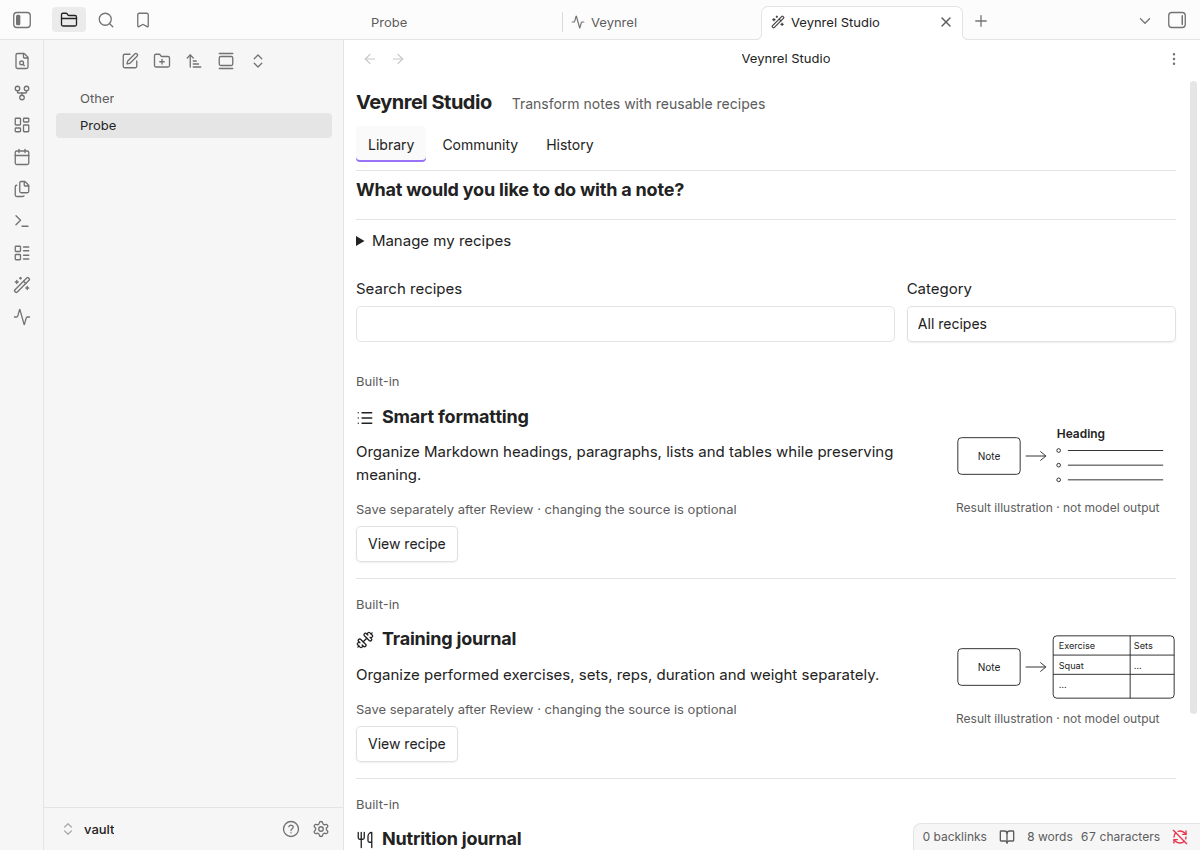 Probe
Veynrel
Veynrel Studio
Veynrel Studio
Other
Probe
Veynrel Studio
Transform notes with reusable recipes
Library
Community
History
What would you like to do with a note?
Manage my recipes
Search recipes
Category
All recipes
Built-in
Smart formatting
Organize Markdown headings, paragraphs, lists and tables while preserving
meaning.
Save separately after Review · changing the source is optional
View recipe
Note
Heading
Result illustration · not model output
Built-in
Training journal
Organize performed exercises, sets, reps, duration and weight separately.
Save separately after Review · changing the source is optional
View recipe
Note
Exercise Sets
Squat ...
...
Result illustration · not model output
Built-in
Nutrition journal
vault
0 backlinks
8 words
67 characters